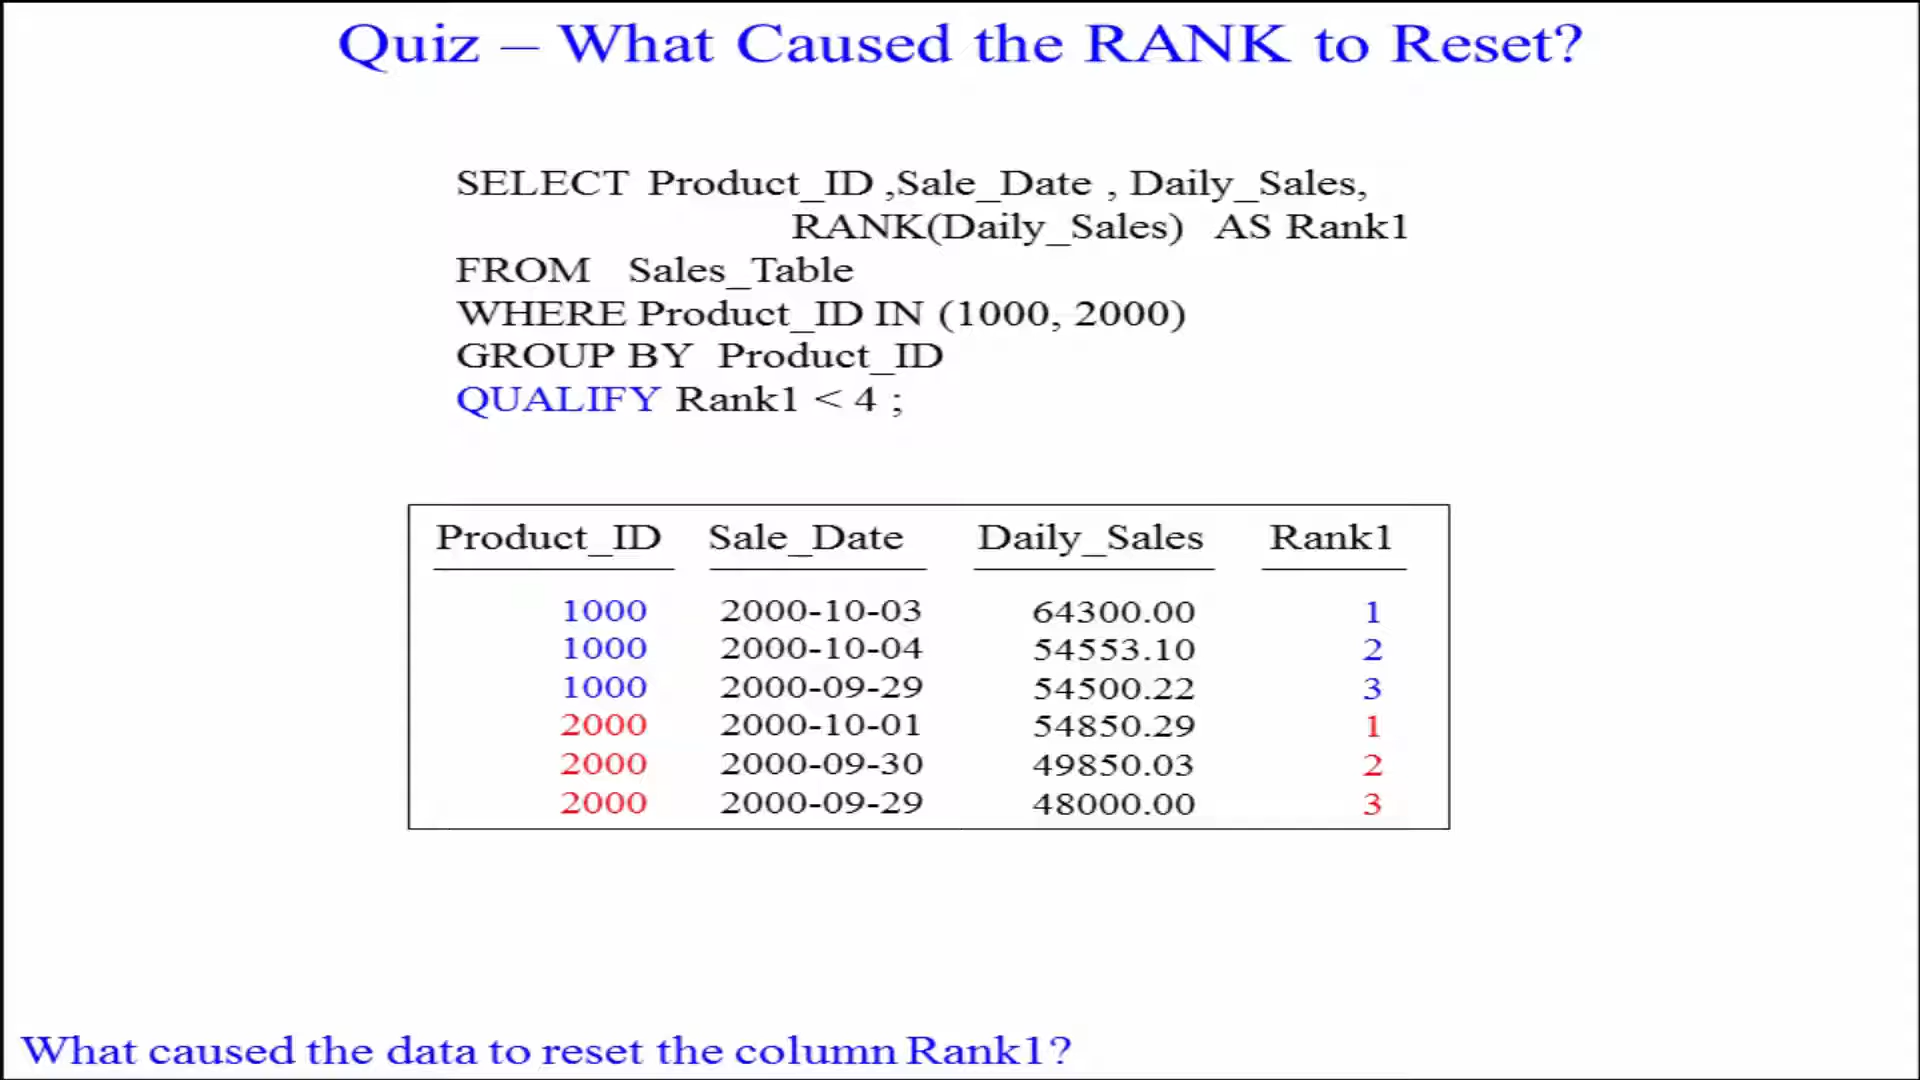 Quiz – What Caused the RANK to Reset?
SELECT Product_ID ,Sale_Date , Daily_Sales,
RANK(Daily_Sales) AS Rank1
FROM Sales_Table
WHERE Product_ID IN (1000, 2000)
GROUP BY Product_ID
QUALIFY Rank1 < 4 ;
Product_ID Sale_Date Daily_Sales Rank1
1000 2000-10-03 64300.00 1
1000 2000-10-04 54553.10 2
1000 2000-09-29 54500.22 3
2000 2000-10-01 54850.29 1
2000 2000-09-30 49850.03 2
2000 2000-09-29 48000.00 3
What caused the data to reset the column Rank1?